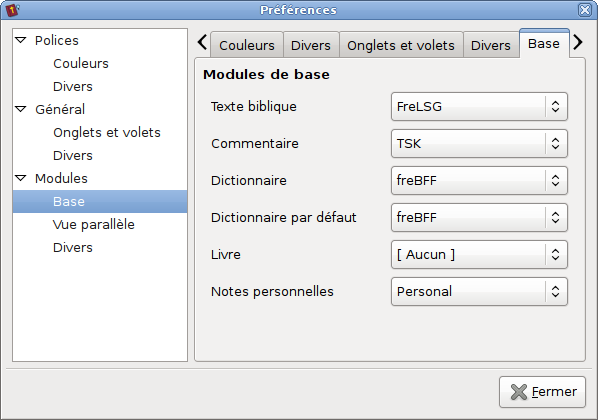 Préférences
Polices
Couleurs
Divers
Général
Onglets et volets
Divers
Modules
Base
Vue parallèle
Divers
Couleurs Divers Onglets et volets Divers Base
Modules de base
Texte biblique FreLSG
Commentaire TSK
Dictionnaire freBFF
Dictionnaire par défaut freBFF
Livre [ Aucun ]
Notes personnelles Personal
Fermer